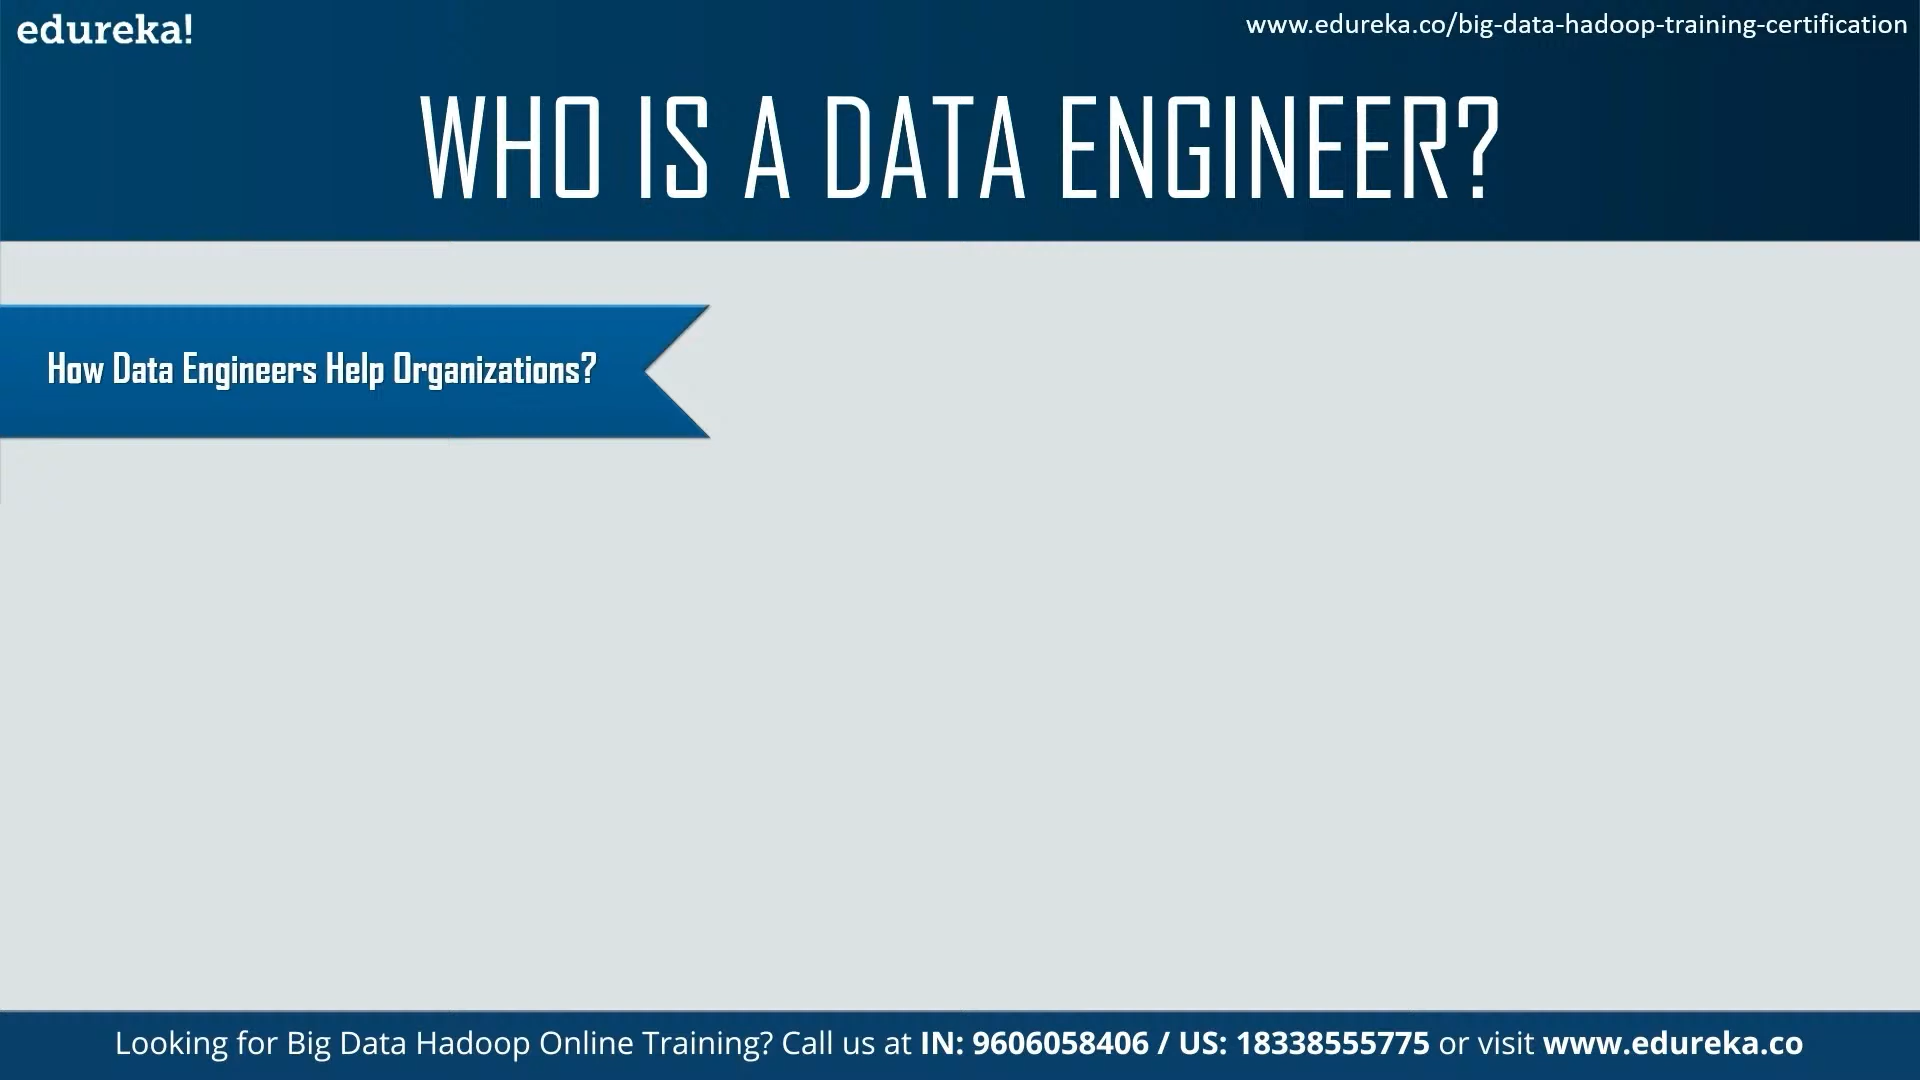 edureka!
www.edureka.co/big-data-hadoop-training-certification
WHO IS A DATA ENGINEER?
How Data Engineers Help Organizations?
Looking for Big Data Hadoop Online Training? Call us at IN: 9606058406 / US: 18338555775 or visit www.edureka.co